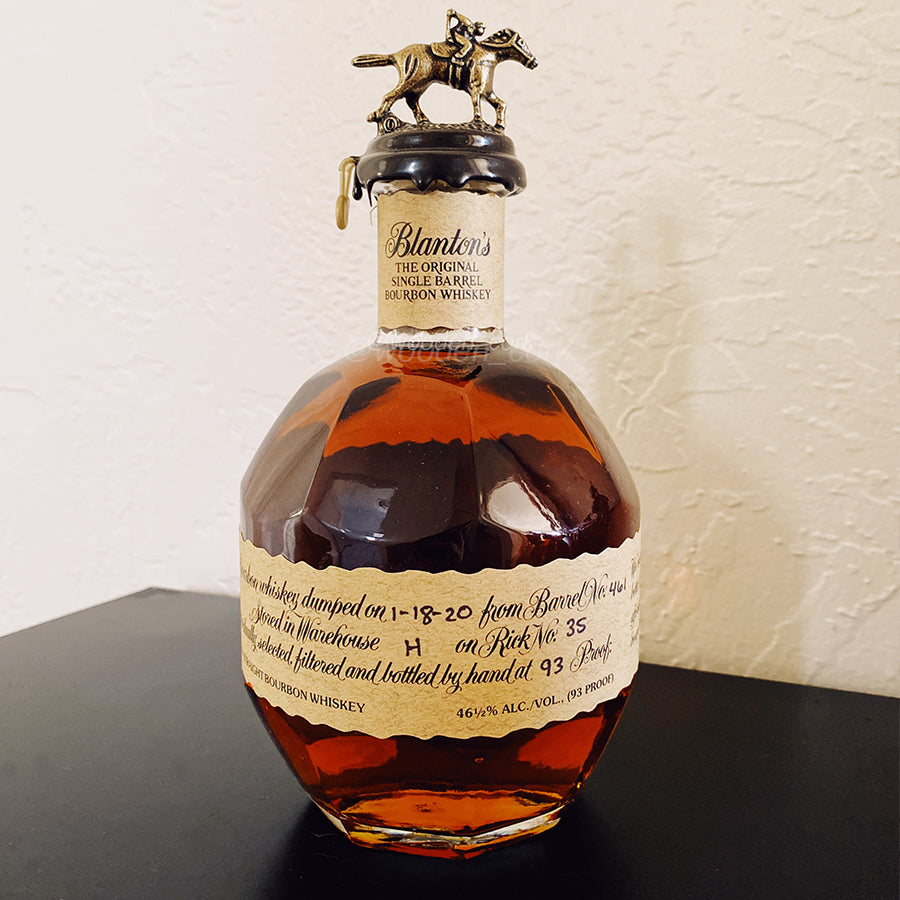 Blanton's
THE ORIGINAL
SINGLE BARREL
BOURBON WHISKEY
whiskey dumped on 1-18-20 from Barrel No. 461
Stored in Warehouse H on Rick No. 35
selected, filtered and bottled by hand at 93 Proof.
BOURBON WHISKEY
46½% ALC./VOL., (93 PROOF)